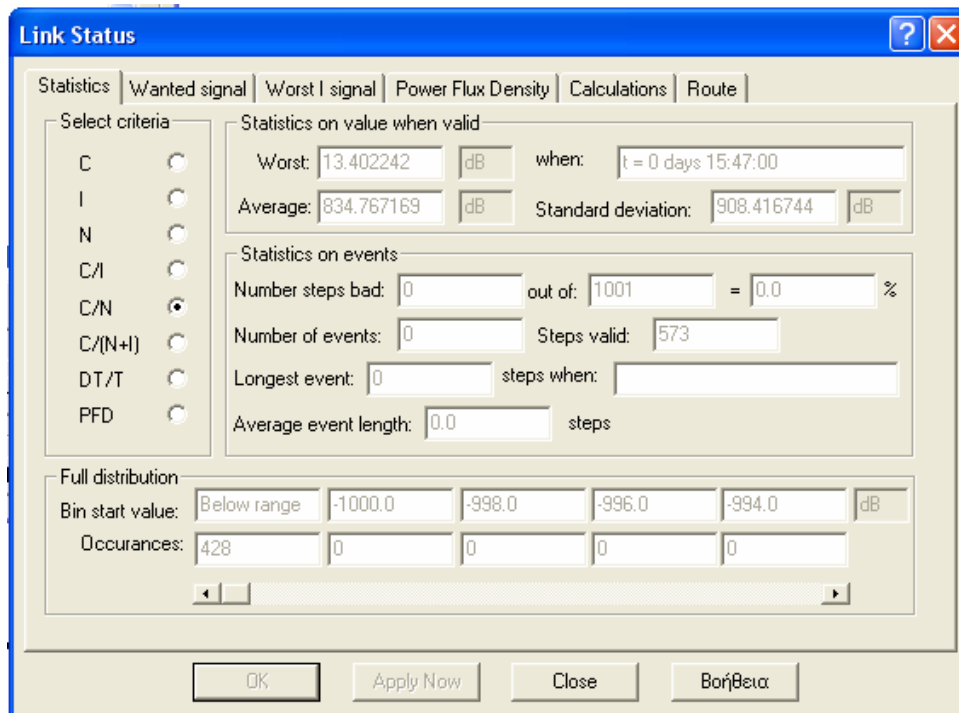 Link Status
Statistics Wanted signal Worst I signal Power Flux Density Calculations Route
Select criteria
C
I
N
C/I
C/N
C/(N+I)
DT/T
PFD
Statistics on value when valid
Worst: 13.402242 dB when: t = 0 days 15:47:00
Average: 834.767169 dB Standard deviation: 908.416744 dB
Statistics on events
Number steps bad: 0 out of: 1001 = 0.0 %
Number of events: 0 Steps valid: 573
Longest event: 0 steps when:
Average event length: 0.0 steps
Full distribution
Bin start value: Below range -1000.0 -998.0 -996.0 -994.0 dB
Occurances: 428 0 0 0 0
OK Apply Now Close Βοήθεια